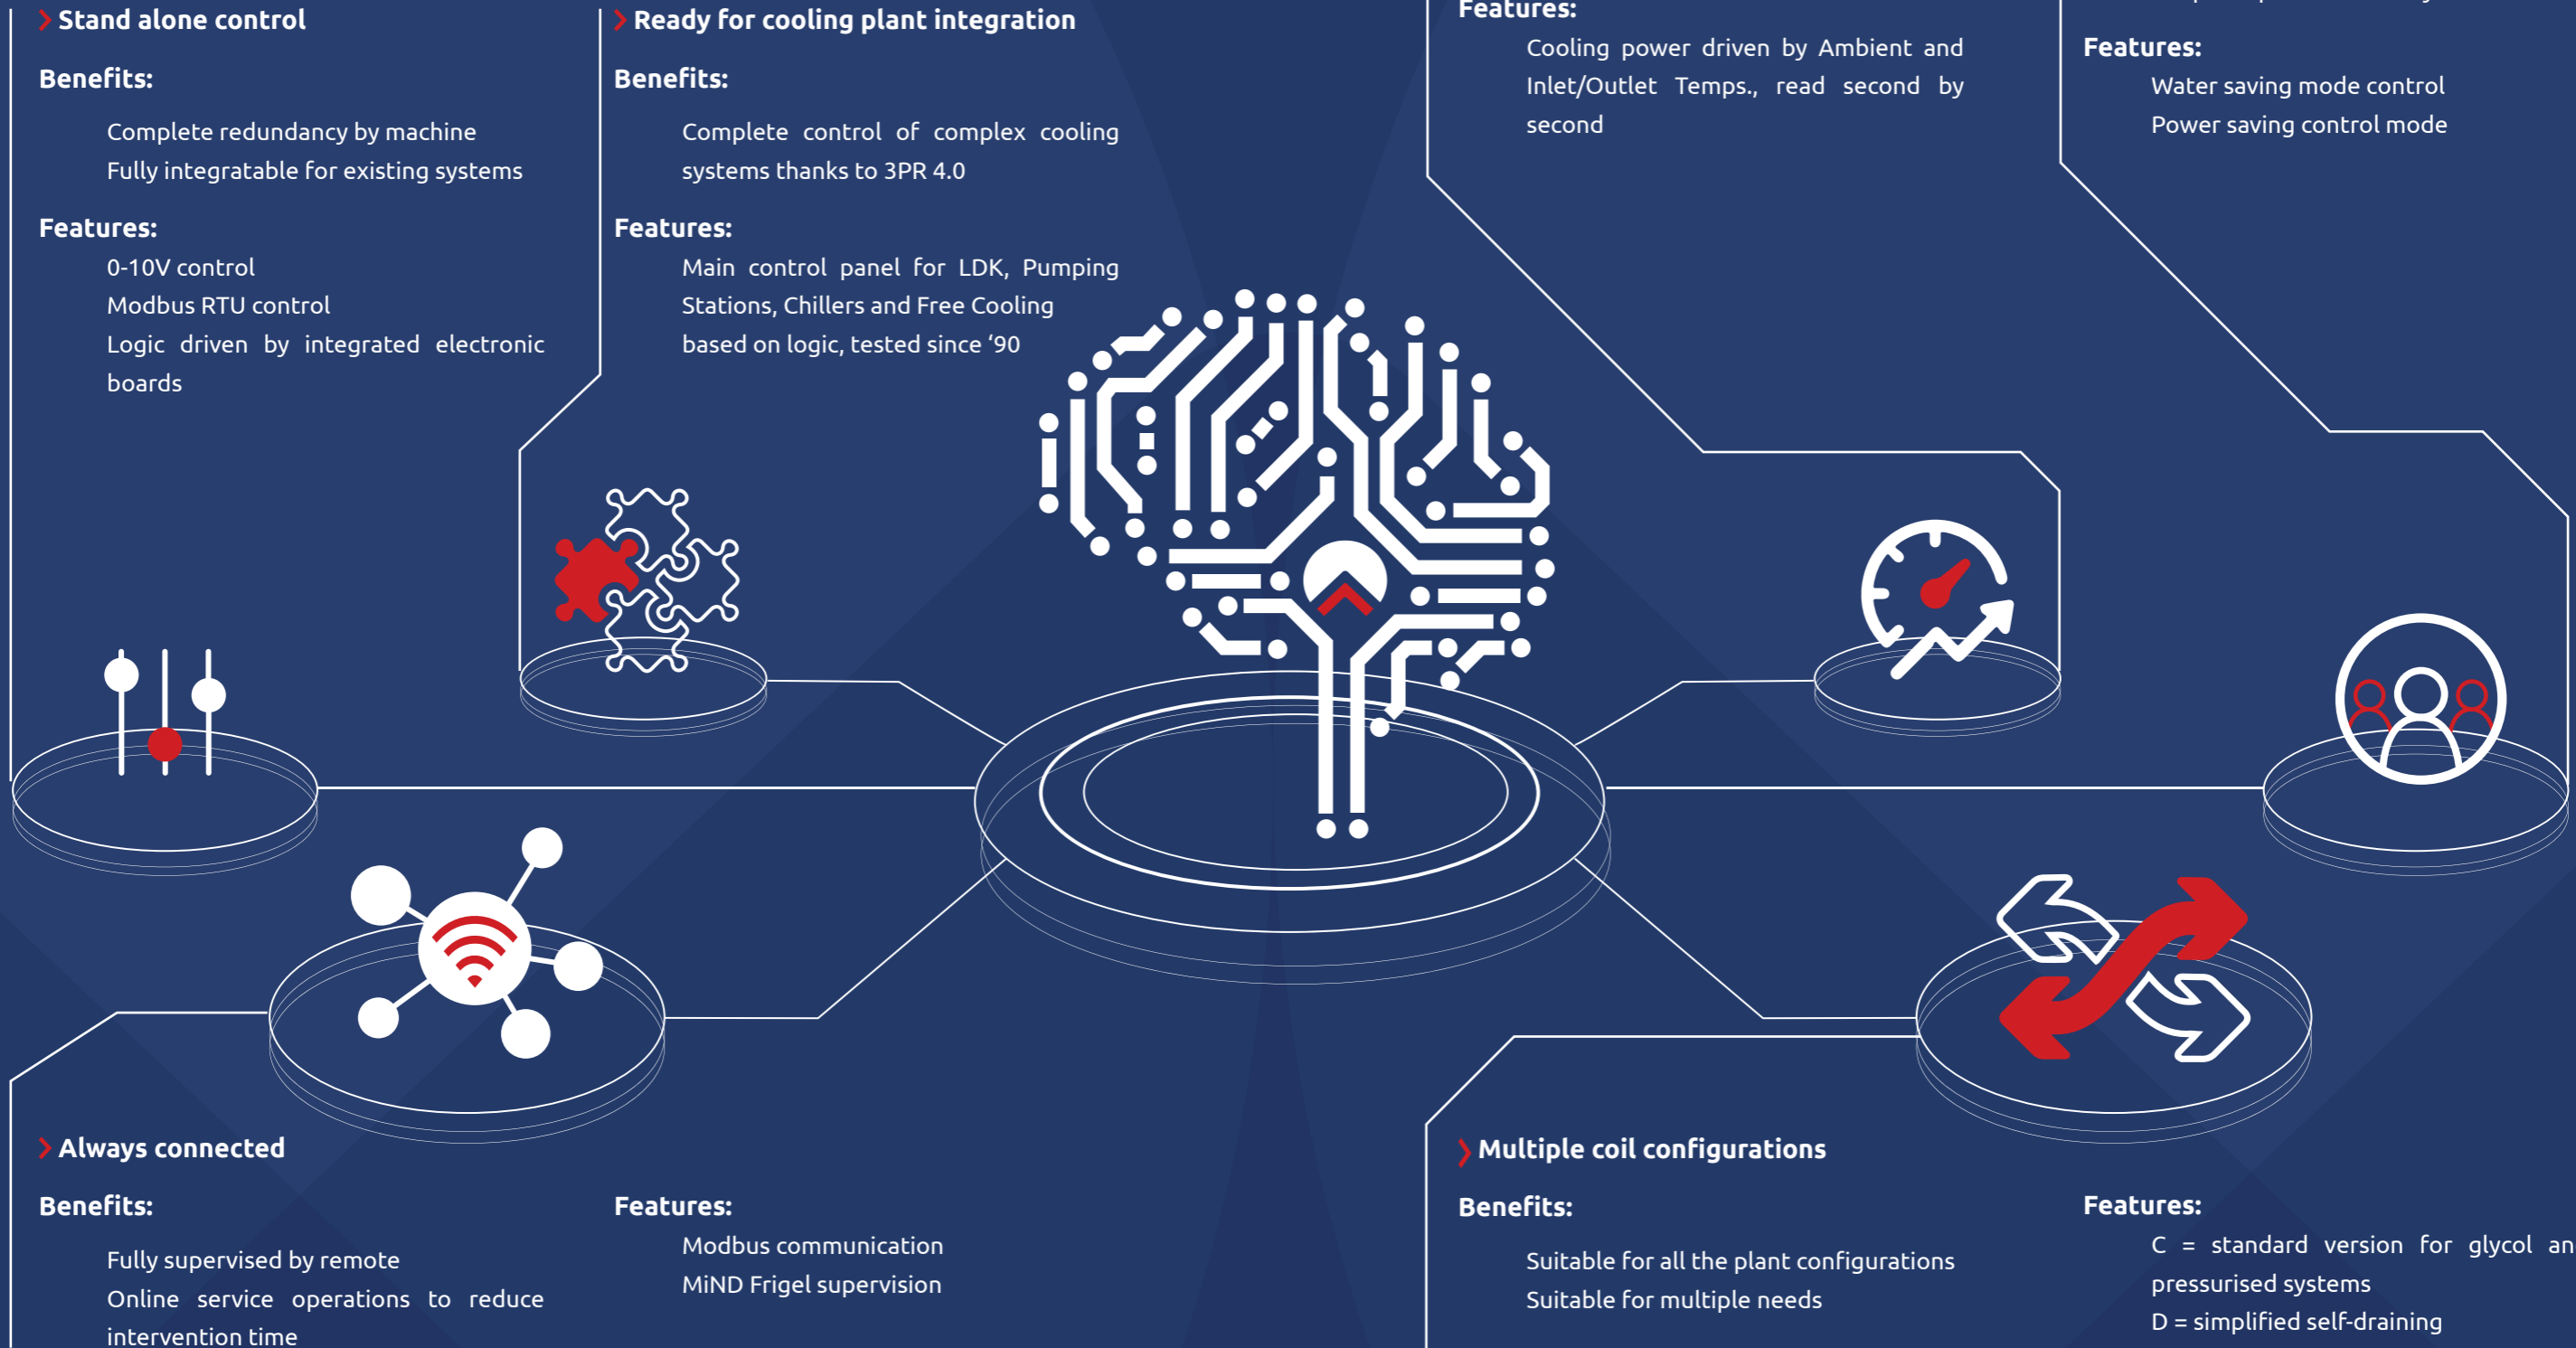 Stand alone control
Benefits:
Complete redundancy by machine
Fully integratable for existing systems
Features:
0-10V control
Modbus RTU control
Logic driven by integrated electronic
boards
Ready for cooling plant integration
Benefits:
Complete control of complex cooling
systems thanks to 3PR 4.0
Features:
Main control panel for LDK, Pumping
Stations, Chillers and Free Cooling
based on logic, tested since ‘90
Features:
Cooling power driven by Ambient and
Inlet/Outlet Temps., read second by
second
Features:
Water saving mode control
Power saving control mode
Always connected
Benefits:
Fully supervised by remote
Online service operations to reduce
intervention time
Features:
Modbus communication
MiND Frigel supervision
Multiple coil configurations
Benefits:
Suitable for all the plant configurations
Suitable for multiple needs
Features:
C = standard version for glycol an
pressurised systems
D = simplified self-draining